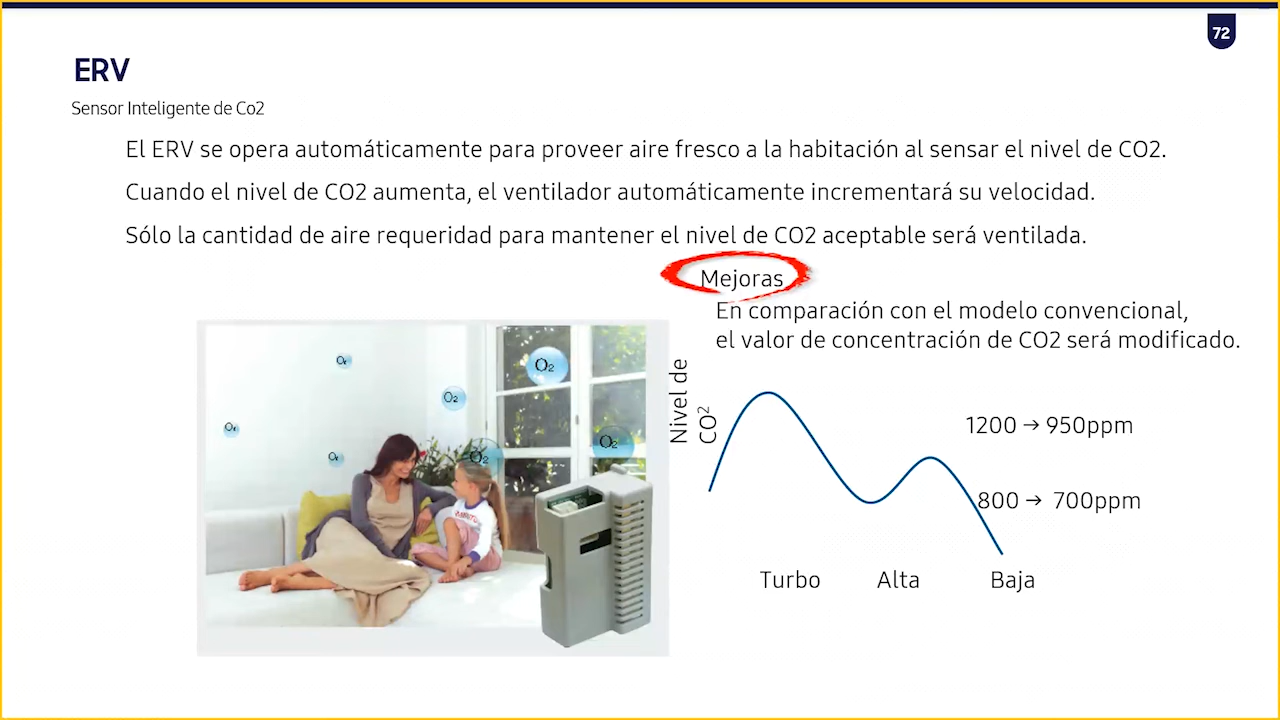 72
ERV
Sensor Inteligente de Co2
El ERV se opera automáticamente para proveer aire fresco a la habitación al sensar el nivel de CO2.
Cuando el nivel de CO2 aumenta, el ventilador automáticamente incrementará su velocidad.
Sólo la cantidad de aire requeridad para mantener el nivel de CO2 aceptable será ventilada.
Mejoras
En comparación con el modelo convencional,
el valor de concentración de CO2 será modificado.
O2
O2
O2
O2
Nivel de
CO²
1200 → 950ppm
800 → 700ppm
Turbo Alta Baja